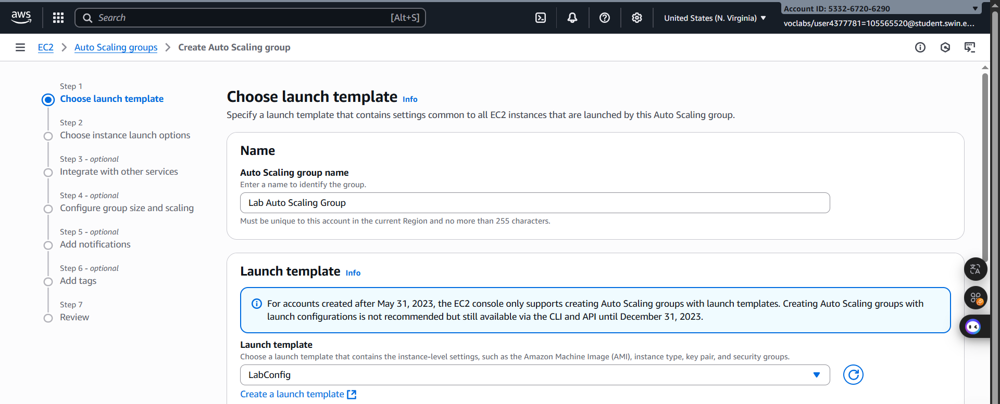 aws
Search [Alt+S]
United States (N. Virginia)
Account ID: 5332-6720-6290
voclabs/user4377781=105565520@student.swin.e...
EC2 > Auto Scaling groups > Create Auto Scaling group
Step 1
Choose launch template
Step 2
Choose instance launch options
Step 3 - optional
Integrate with other services
Step 4 - optional
Configure group size and scaling
Step 5 - optional
Add notifications
Step 6 - optional
Add tags
Step 7
Review
Choose launch template Info
Specify a launch template that contains settings common to all EC2 instances that are launched by this Auto Scaling group.
Name
Auto Scaling group name
Enter a name to identify the group.
Lab Auto Scaling Group
Must be unique to this account in the current Region and no more than 255 characters.
Launch template Info
For accounts created after May 31, 2023, the EC2 console only supports creating Auto Scaling groups with launch templates. Creating Auto Scaling groups with
launch configurations is not recommended but still available via the CLI and API until December 31, 2023.
Launch template
Choose a launch template that contains the instance-level settings, such as the Amazon Machine Image (AMI), instance type, key pair, and security groups.
LabConfig
Create a launch template